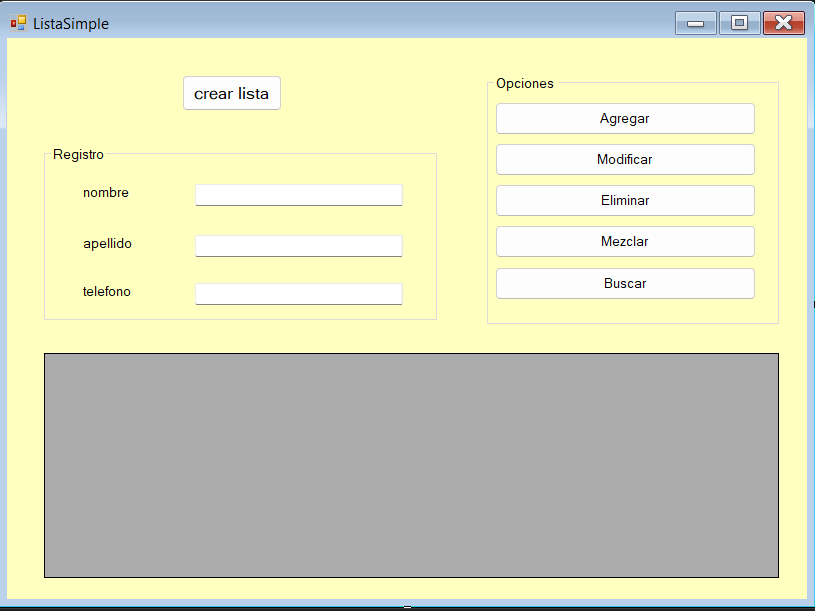 ListaSimple
crear lista
Registro
nombre
apellido
telefono
Opciones
Agregar
Modificar
Eliminar
Mezclar
Buscar